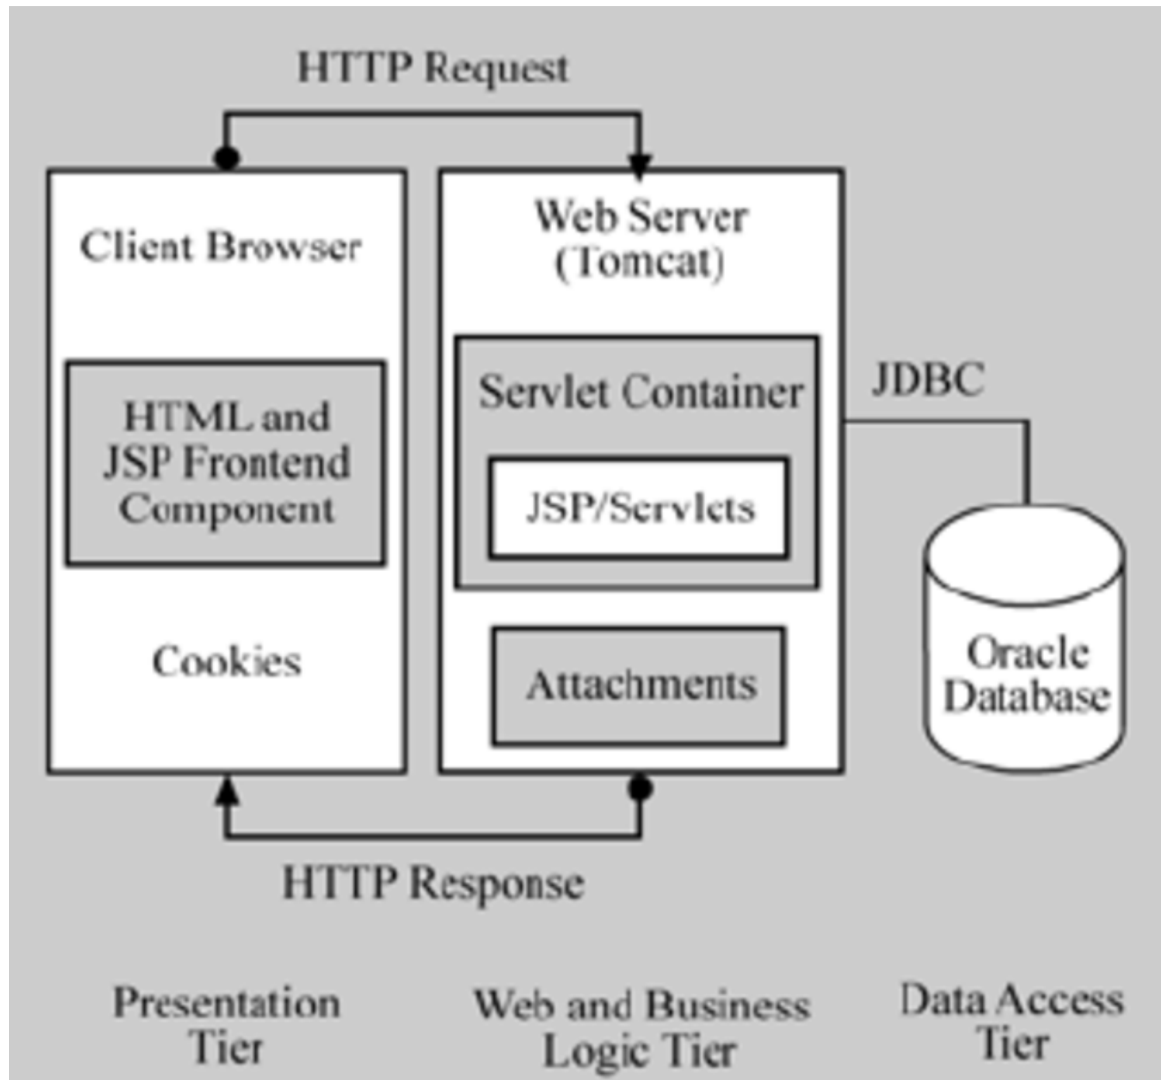 HTTP Request
Client Browser
HTML and
JSP Frontend
Component
Cookies
Web Server
(Tomcat)
Servlet Container
JSP/Servlets
Attachments
JDBC
Oracle
Database
HTTP Response
Presentation
Tier
Web and Business
Logic Tier
Data Access
Tier